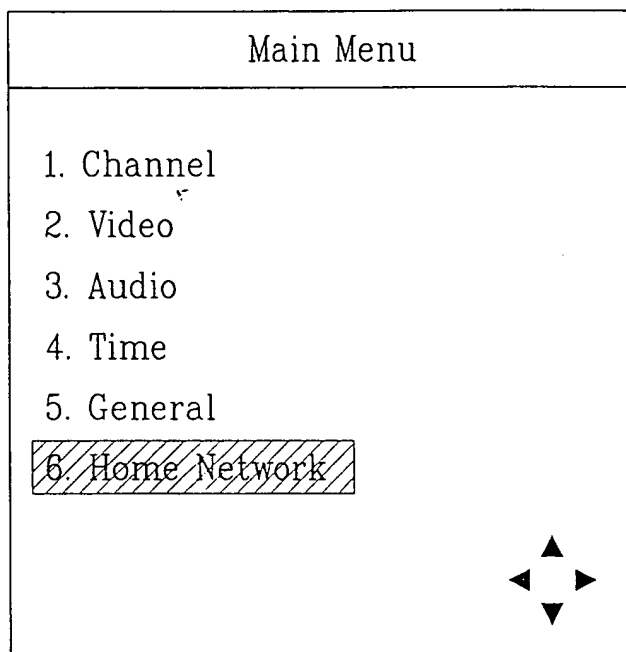 Main Menu
1. Channel
2. Video
3. Audio
4. Time
5. General
6. Home Network